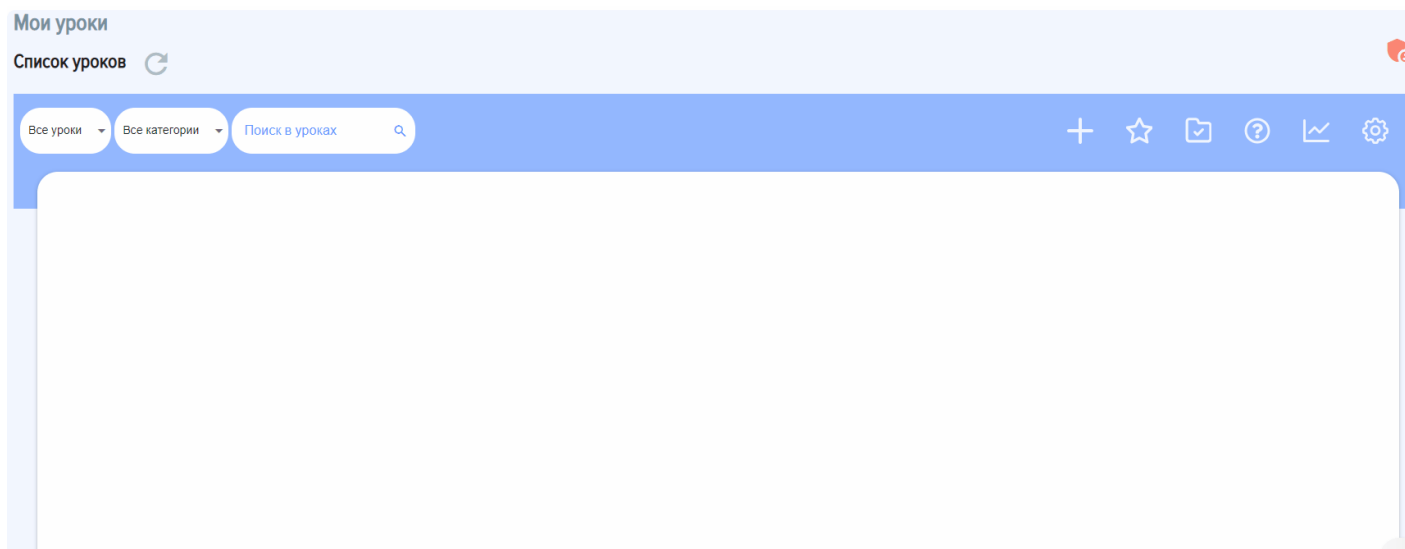 Мои уроки
Список уроков
Все уроки Все категории Поиск в уроках